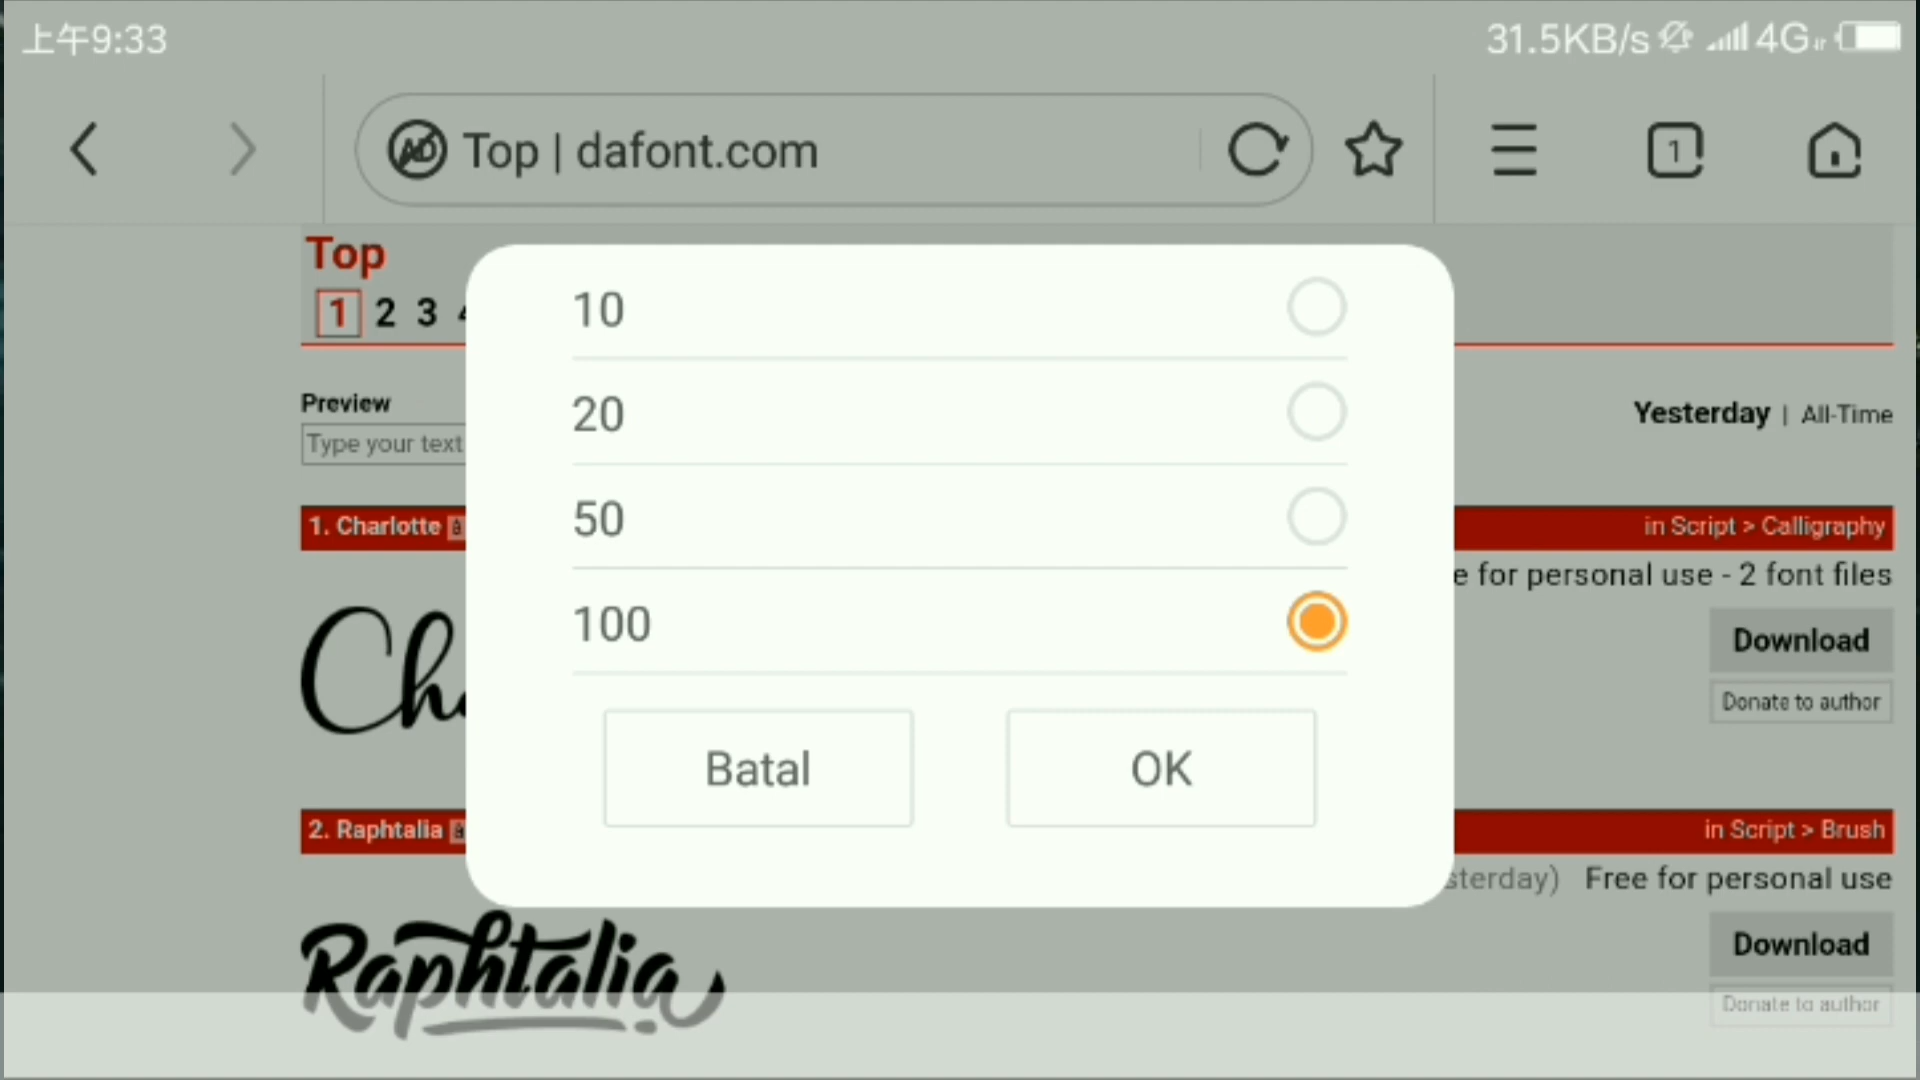 上午9:33
31.5KB/s 4G
AD Top | dafont.com
1
Top
1 2 3
Preview
Type your text
Yesterday | All-Time
10
20
50
100
Batal
OK
1. Charlotte
in Script > Calligraphy
e for personal use - 2 font files
Ch
Download
Donate to author
2. Raphtalia
in Script > Brush
sterday) Free for personal use
Raphtalia
Download
Donate to author